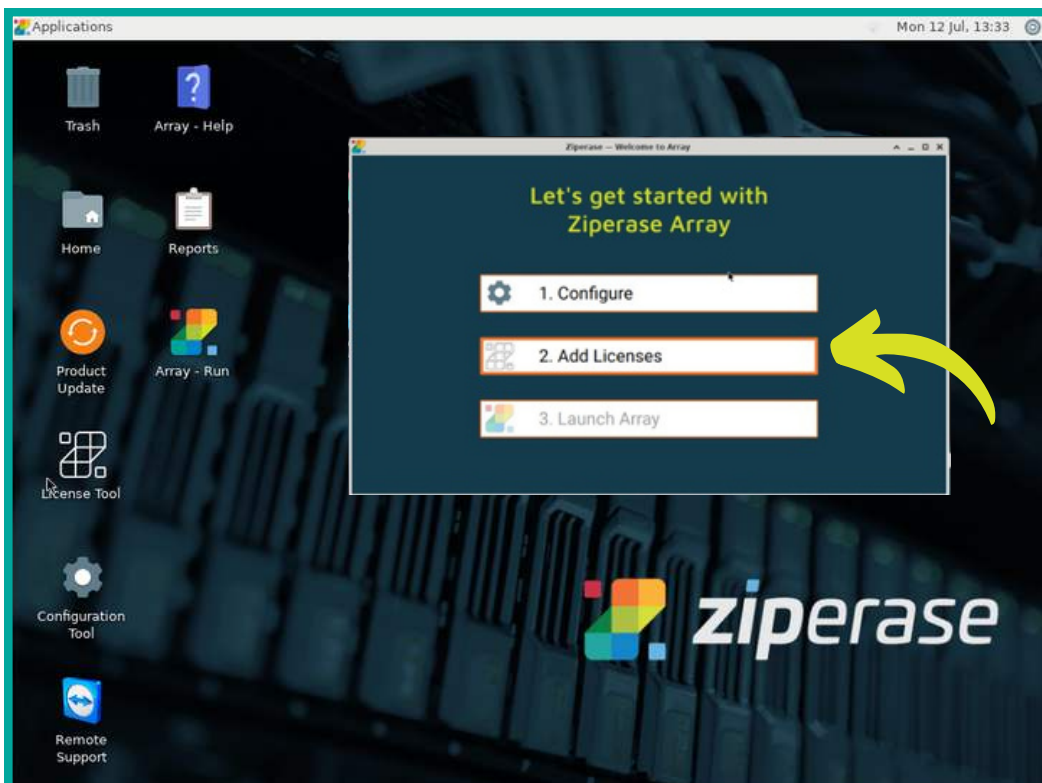 Applications
Mon 12 Jul, 13:33
Trash
Array - Help
Ziperase — Welcome to Array
Let's get started with
Ziperase Array
Home
Reports
1. Configure
2. Add Licenses
3. Launch Array
Product
Update
Array - Run
License Tool
Configuration
Tool
ziperase
Remote
Support